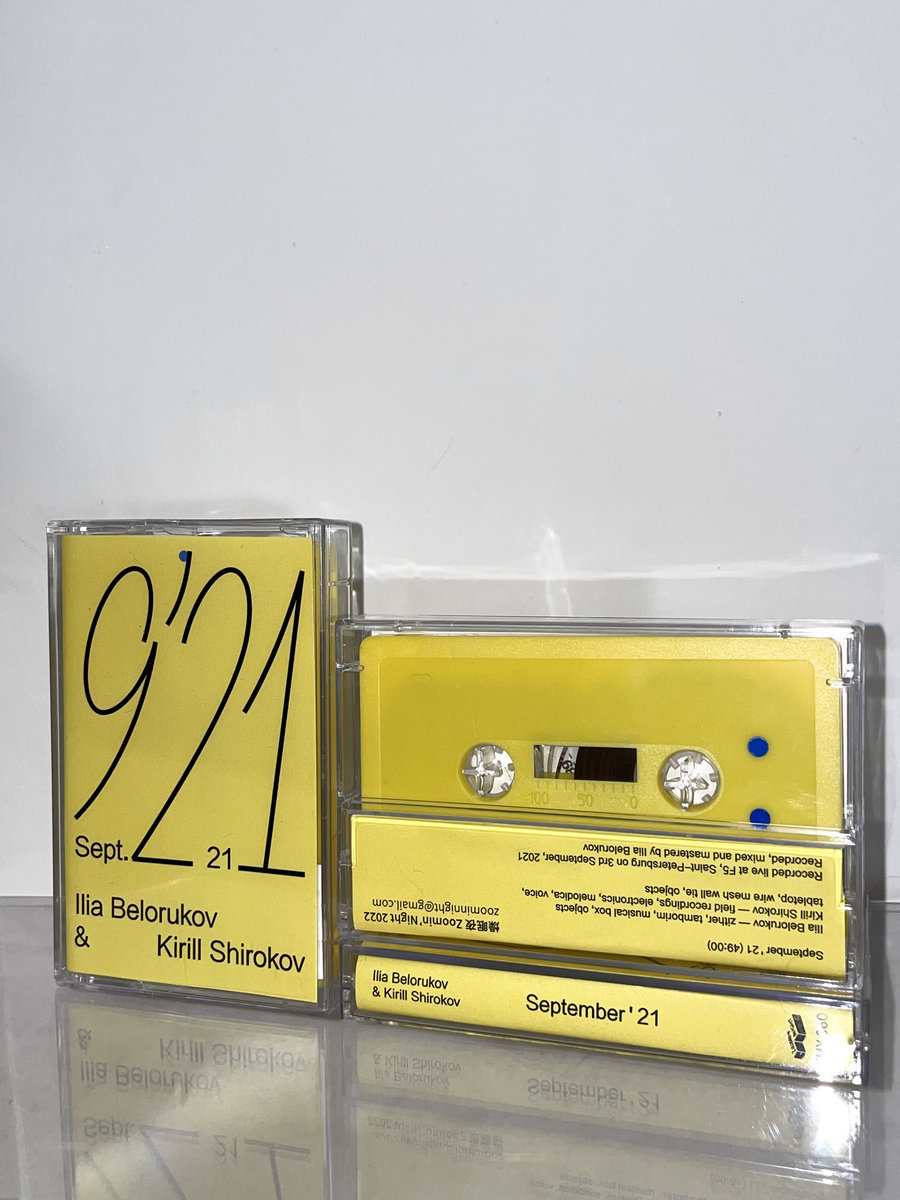 9'21
Sept. 21
Ilia Belorukov
& Kirill Shirokov
100 50 0
September '21 (49:00)
Ilia Belorukov — zither, tamborim, musical box, objects
Kirill Shirokov — field recordings, electronics, melodica, voice,
tabletop, wire mesh wall tie, objects
Recorded live at F5, Saint-Petersburg on 3rd September, 2021
Recorded, mixed and mastered by Ilia Belorukov
燥眠夜 Zoomin' Night 2022
zoominnight@gmail.com
Ilia Belorukov
& Kirill Shirokov
September '21